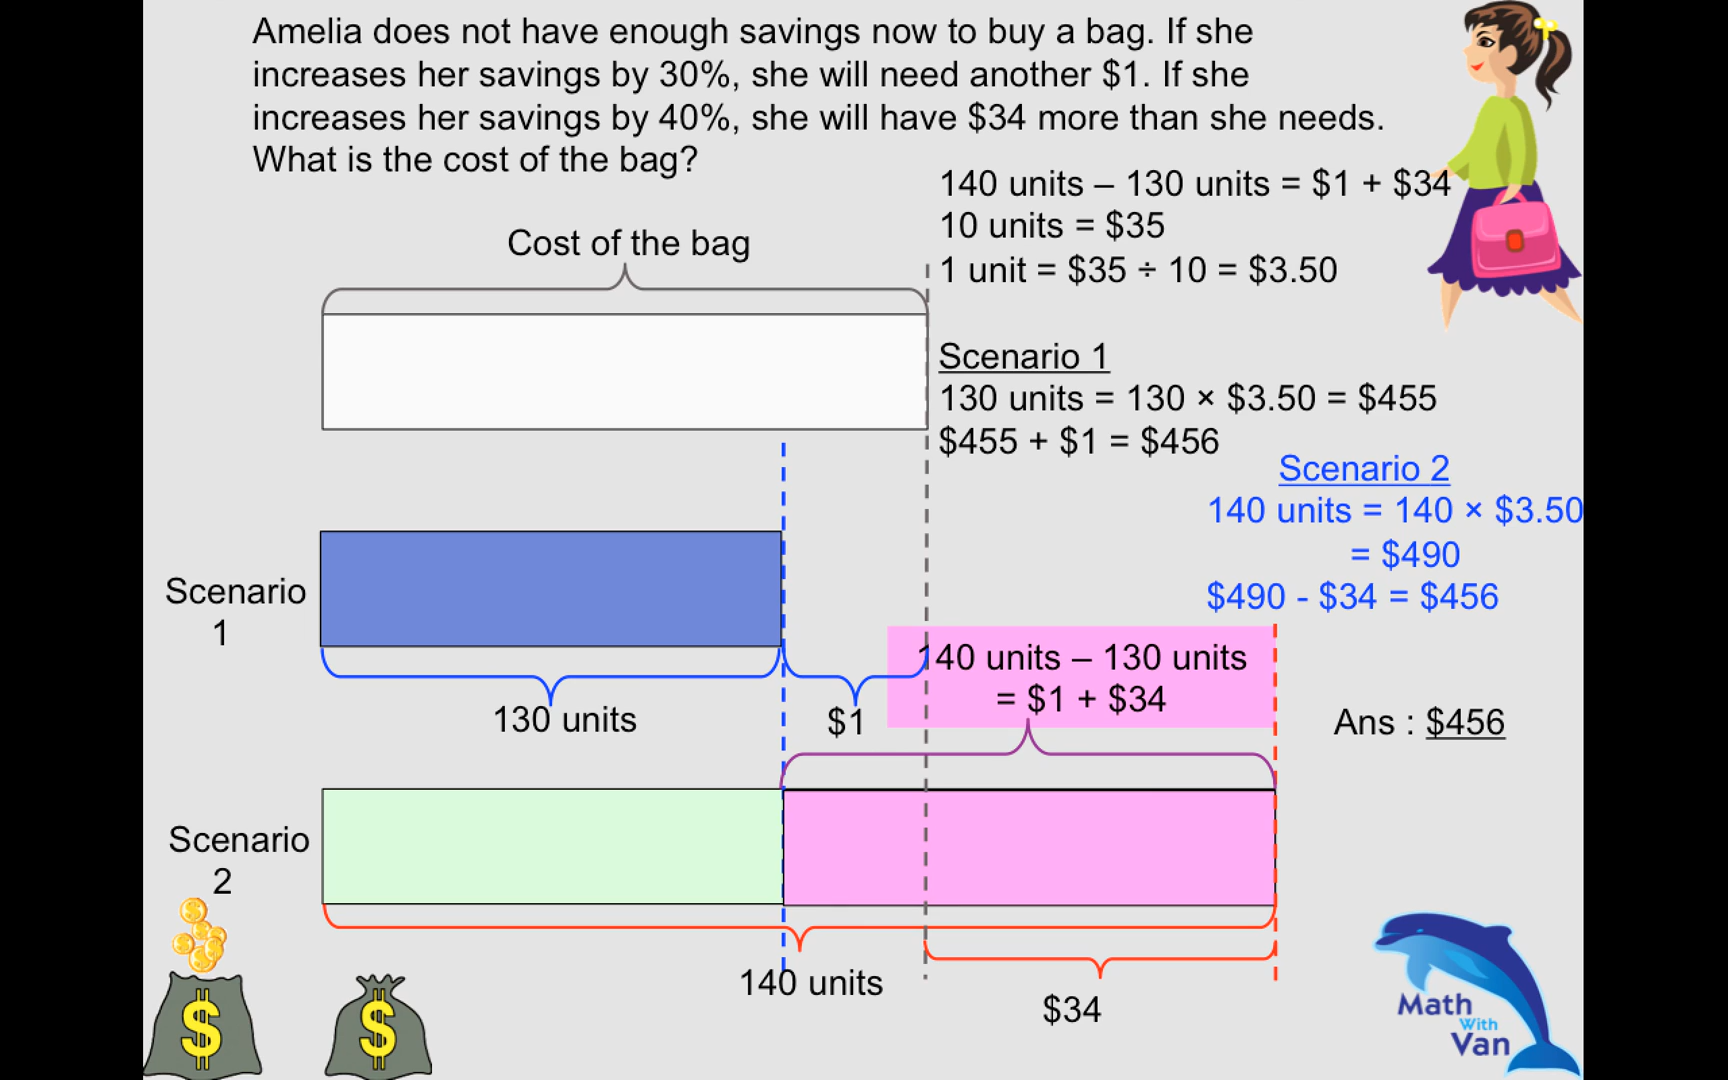 Amelia does not have enough savings now to buy a bag. If she
increases her savings by 30%, she will need another $1. If she
increases her savings by 40%, she will have $34 more than she needs.
What is the cost of the bag?
140 units – 130 units = $1 + $34
10 units = $35
1 unit = $35 ÷ 10 = $3.50
Cost of the bag
Scenario 1
130 units = 130 × $3.50 = $455
$455 + $1 = $456
Scenario 2
140 units = 140 × $3.50
= $490
$490 - $34 = $456
Scenario
1
130 units
$1
140 units – 130 units
= $1 + $34
Ans : $456
Scenario
2
140 units
$34
$
$
Math
With
Van